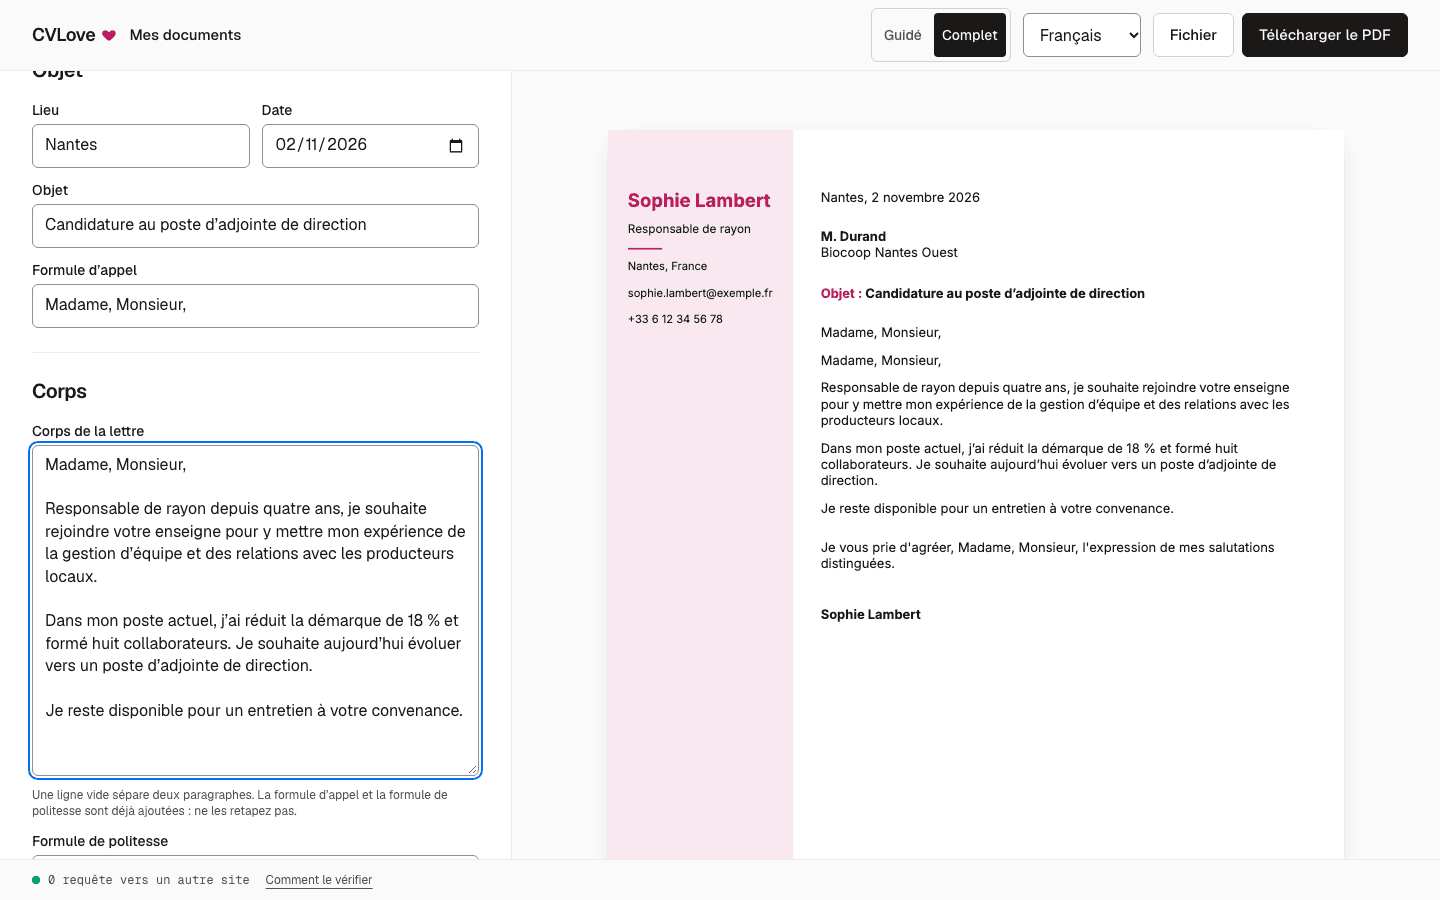 CVLove
Mes documents
Guidé
Complet
Français
Fichier
Télécharger le PDF
Objet
Lieu
Date
Nantes
02/11/2026
Objet
Candidature au poste d’adjointe de direction
Formule d’appel
Madame, Monsieur,
Corps
Corps de la lettre
Madame, Monsieur,
Responsable de rayon depuis quatre ans, je souhaite
rejoindre votre enseigne pour y mettre mon expérience de
la gestion d’équipe et des relations avec les producteurs
locaux.
Dans mon poste actuel, j’ai réduit la démarque de 18 % et
formé huit collaborateurs. Je souhaite aujourd’hui évoluer
vers un poste d’adjointe de direction.
Je reste disponible pour un entretien à votre convenance.
Une ligne vide sépare deux paragraphes. La formule d’appel et la formule de
politesse sont déjà ajoutées : ne les retapez pas.
Formule de politesse
Sophie Lambert
Responsable de rayon
Nantes, France
sophie.lambert@exemple.fr
+33 6 12 34 56 78
Nantes, 2 novembre 2026
M. Durand
Biocoop Nantes Ouest
Objet : Candidature au poste d’adjointe de direction
Madame, Monsieur,
Madame, Monsieur,
Responsable de rayon depuis quatre ans, je souhaite rejoindre votre enseigne
pour y mettre mon expérience de la gestion d’équipe et des relations avec les
producteurs locaux.
Dans mon poste actuel, j’ai réduit la démarque de 18 % et formé huit
collaborateurs. Je souhaite aujourd’hui évoluer vers un poste d’adjointe de
direction.
Je reste disponible pour un entretien à votre convenance.
Je vous prie d'agréer, Madame, Monsieur, l'expression de mes salutations
distinguées.
Sophie Lambert
0 requête vers un autre site
Comment le vérifier